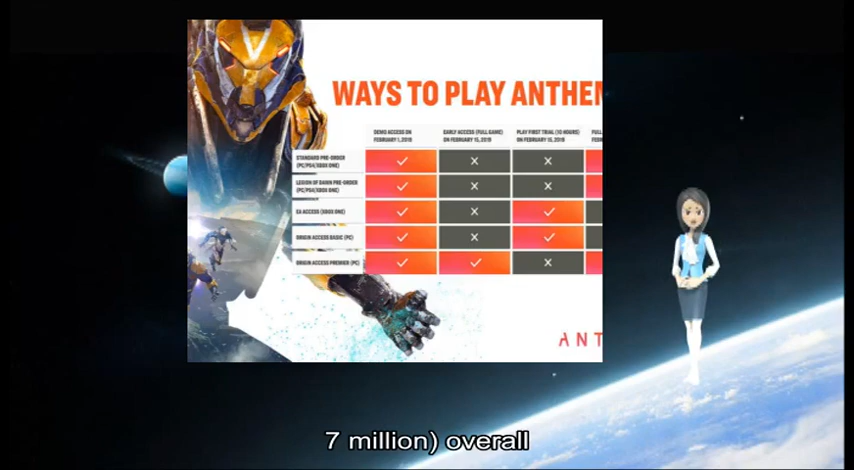 WAYS TO PLAY ANTHEM
DEMO ACCESS ON
FEBRUARY 1, 2019
EARLY ACCESS (FULL GAME)
ON FEBRUARY 15, 2019
PLAY FIRST TRIAL (10 HOURS)
ON FEBRUARY 15, 2019
STANDARD PRE-ORDER
(PC/PS4/XBOX ONE)
LEGION OF DAWN PRE-ORDER
(PC/PS4/XBOX ONE)
EA ACCESS (XBOX ONE)
ORIGIN ACCESS BASIC (PC)
ORIGIN ACCESS PREMIER (PC)
ANT
7 million) overall